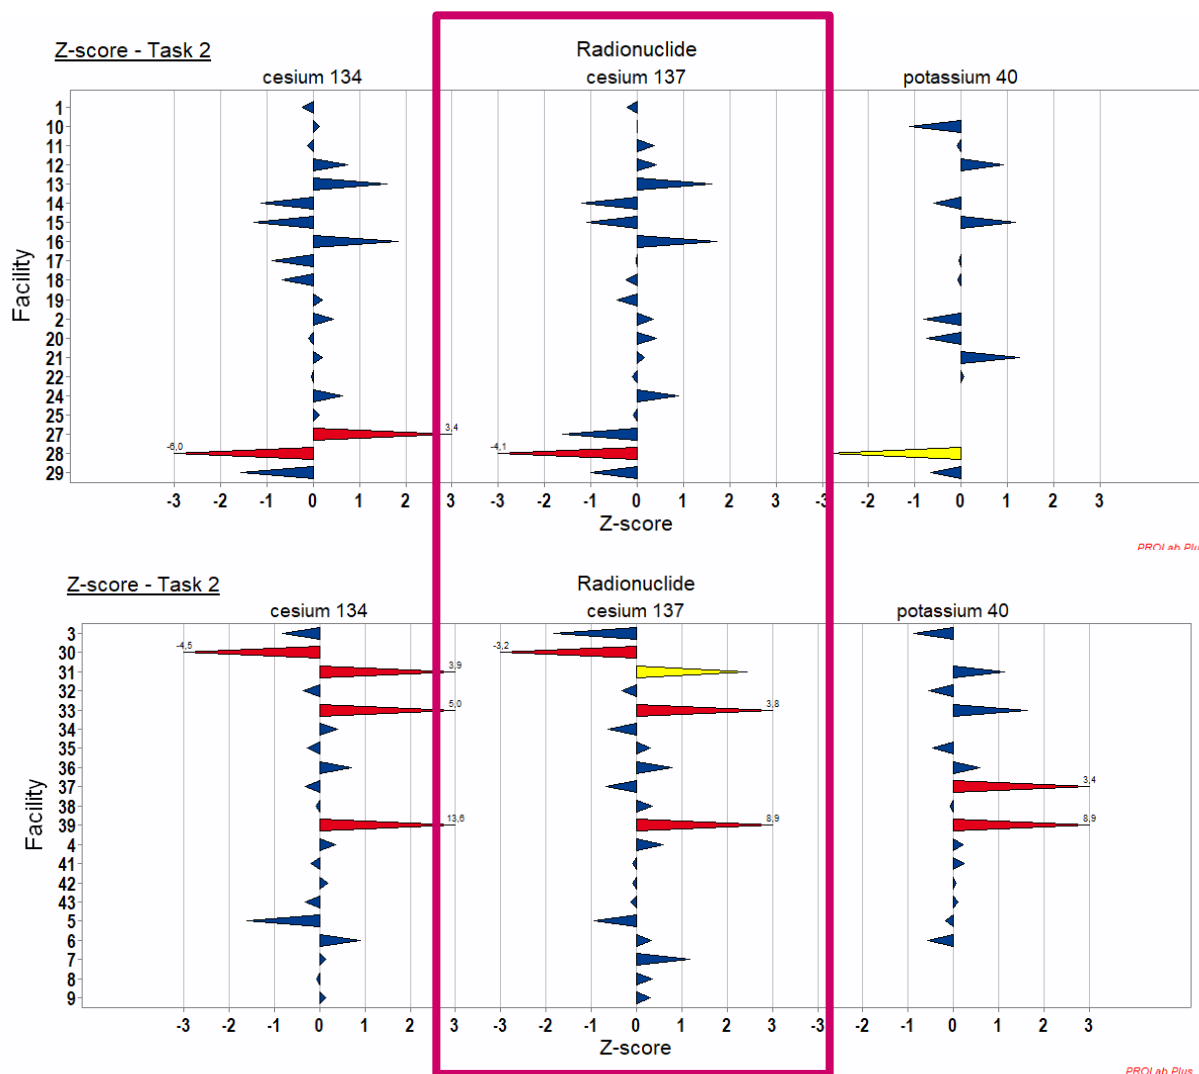 Z-score - Task 2
Radionuclide
cesium 134 cesium 137 potassium 40
Facility
1
10
11
12
13
14
15
16
17
18
19
2
20
21
22
24
25
27 3,4
28 -6,0 -4,1
29
-3 -2 -1 0 1 2 3 -3 -2 -1 0 1 2 3 -3 -2 -1 0 1 2 3
Z-score
PROLab Plus
Z-score - Task 2
Radionuclide
cesium 134 cesium 137 potassium 40
Facility
3
30 -4,5 -3,2
31 3,9
32
33 5,0 3,8
34
35
36
37 3,4
38
39 13,6 8,9 8,9
4
41
42
43
5
6
7
8
9
-3 -2 -1 0 1 2 3 -3 -2 -1 0 1 2 3 -3 -2 -1 0 1 2 3
Z-score
PROLab Plus